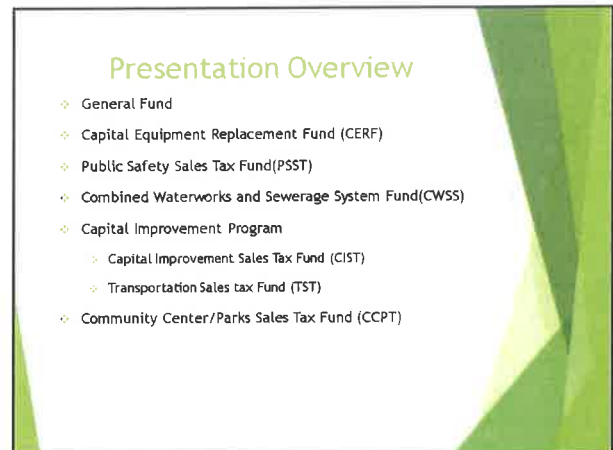 Presentation Overview
General Fund
Capital Equipment Replacement Fund (CERF)
Public Safety Sales Tax Fund(PSST)
Combined Waterworks and Sewerage System Fund(CWSS)
Capital Improvement Program
Capital Improvement Sales Tax Fund (CIST)
Transportation Sales tax Fund (TST)
Community Center/Parks Sales Tax Fund (CCPT)